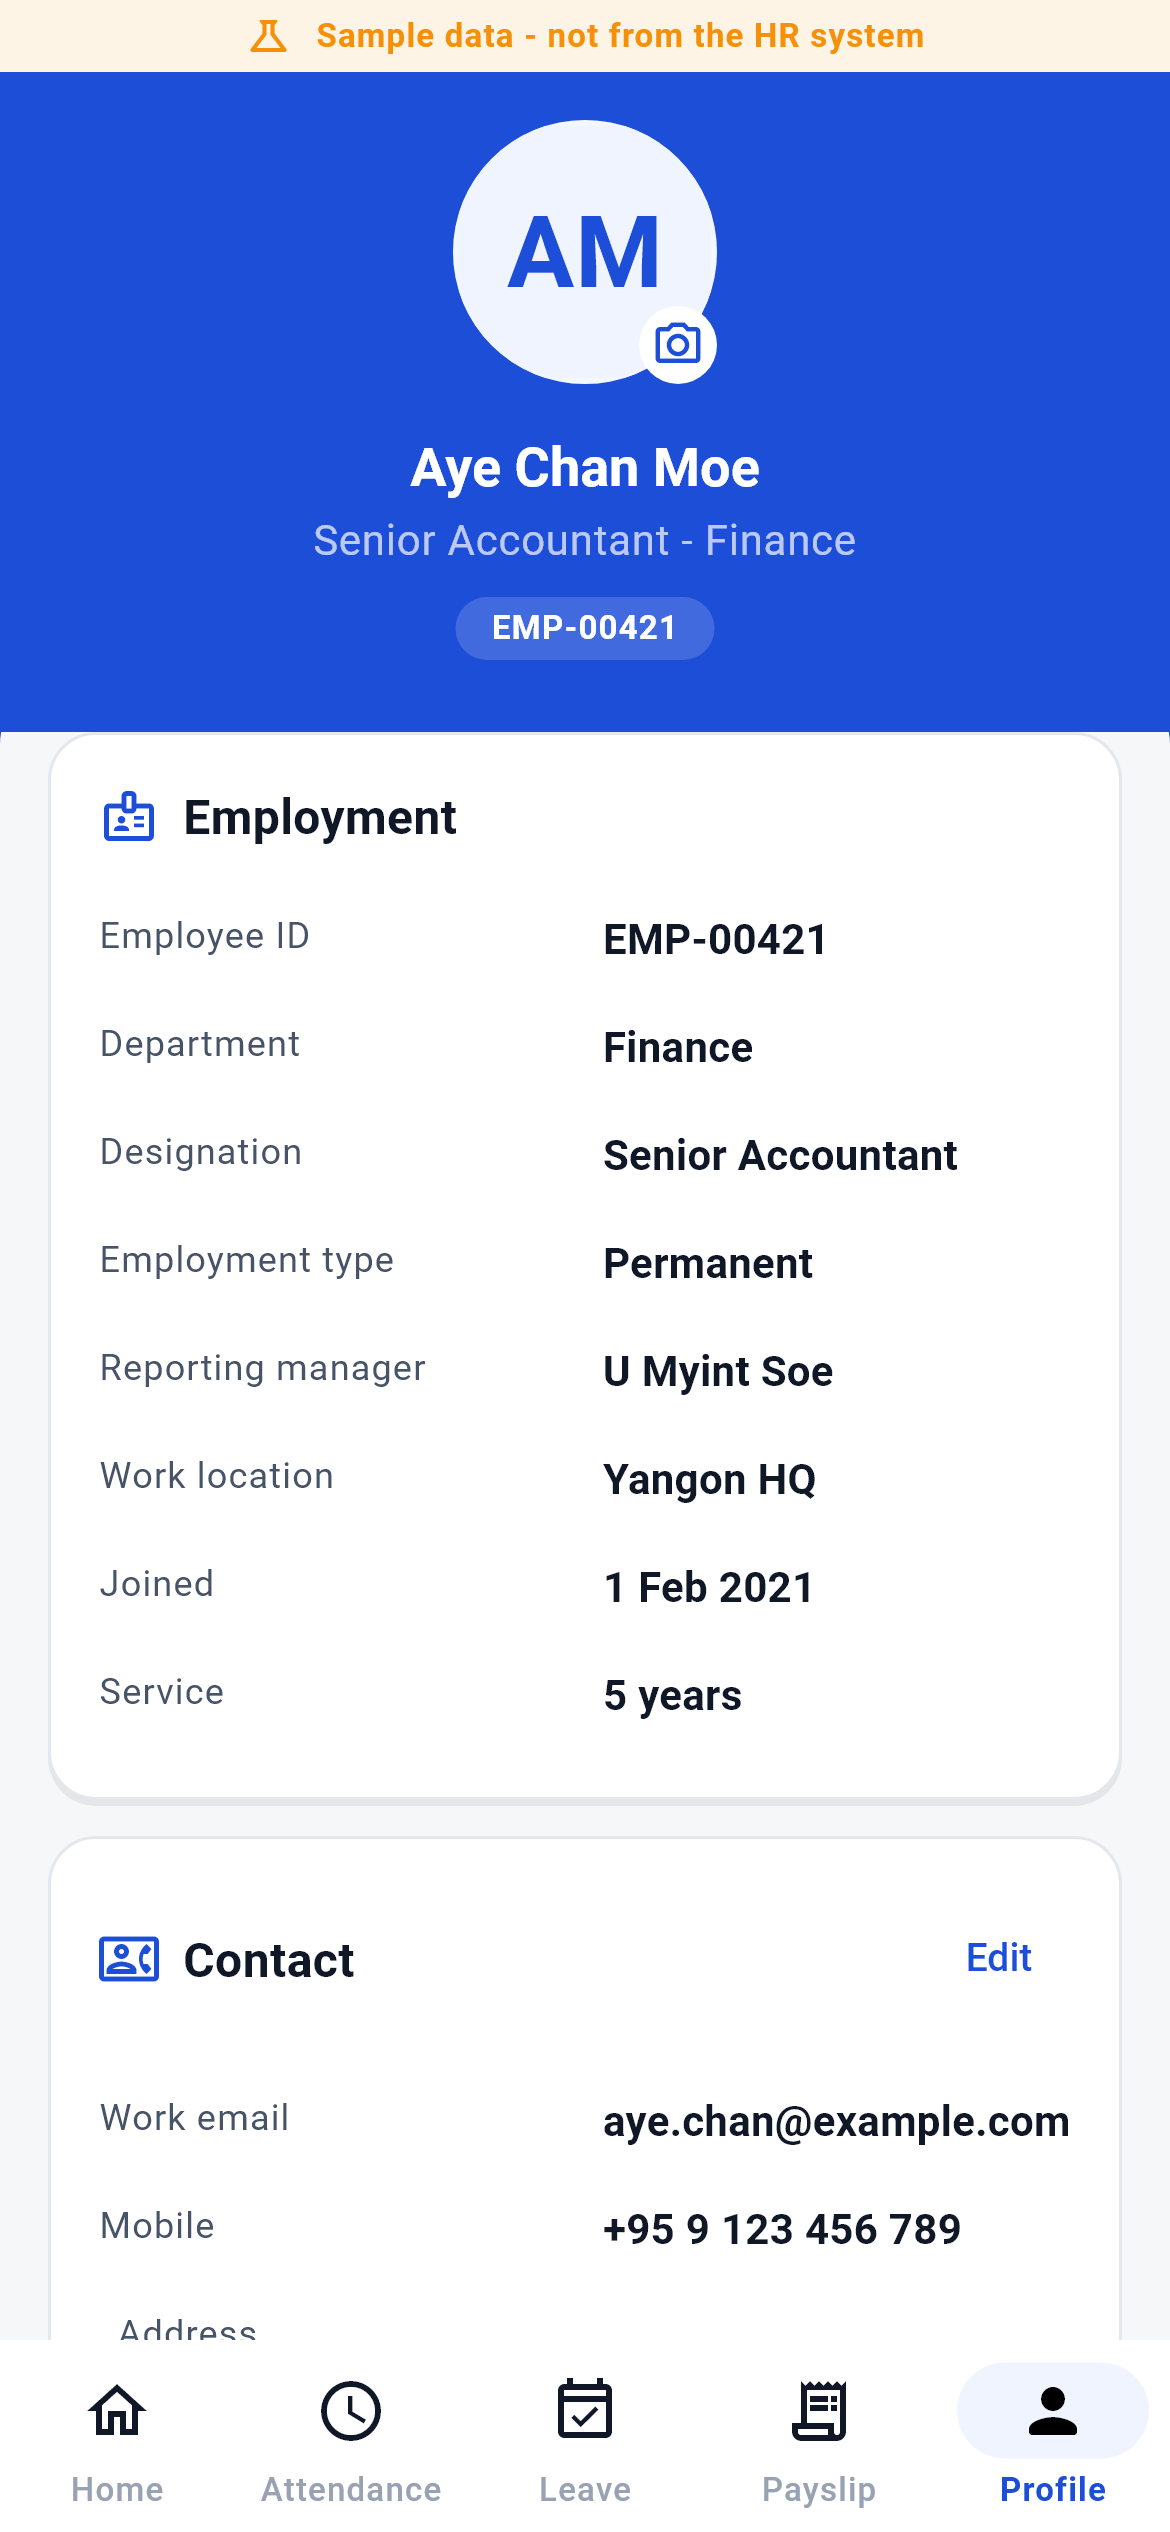 Sample data - not from the HR system
AM
Aye Chan Moe
Senior Accountant - Finance
EMP-00421
Employment
Employee ID EMP-00421
Department Finance
Designation Senior Accountant
Employment type Permanent
Reporting manager U Myint Soe
Work location Yangon HQ
Joined 1 Feb 2021
Service 5 years
Contact Edit
Work email aye.chan@example.com
Mobile +95 9 123 456 789
Address
Home Attendance Leave Payslip Profile